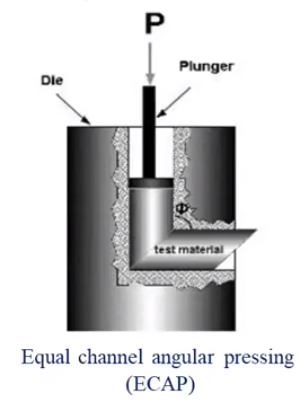 P
Plunger
Die
Φ
test material
Equal channel angular pressing
(ECAP)